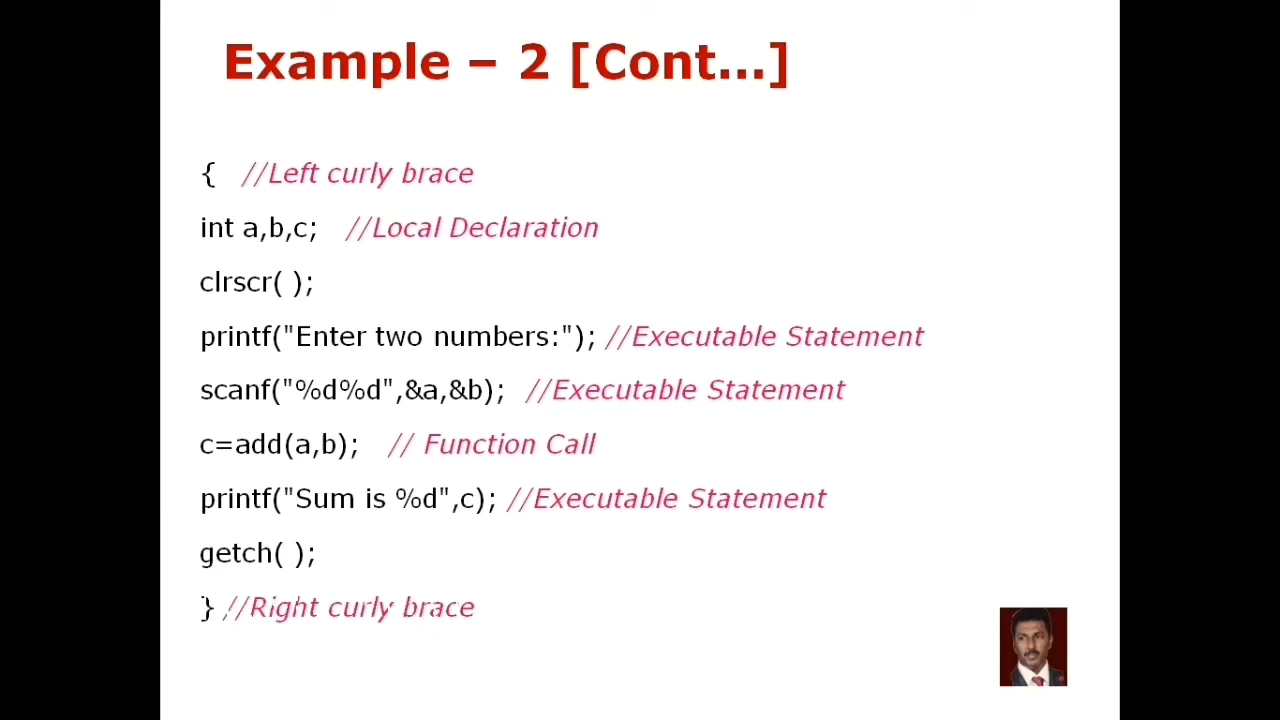 Example – 2 [Cont...]
{ //Left curly brace
int a,b,c; //Local Declaration
clrscr( );
printf("Enter two numbers:"); //Executable Statement
scanf("%d%d",&a,&b); //Executable Statement
c=add(a,b); // Function Call
printf("Sum is %d",c); //Executable Statement
getch( );
} //Right curly brace